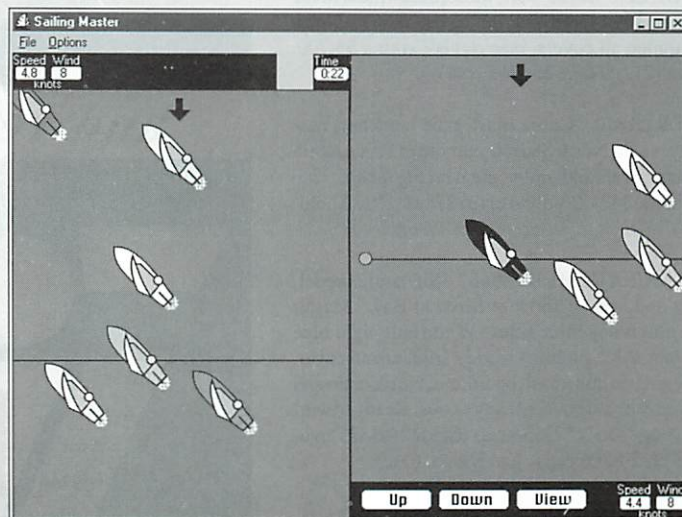 Sailing Master
File Options
Speed Wind
4.8 8
knots
Time
0:22
Up Down View
Speed Wind
4.4 8
knots